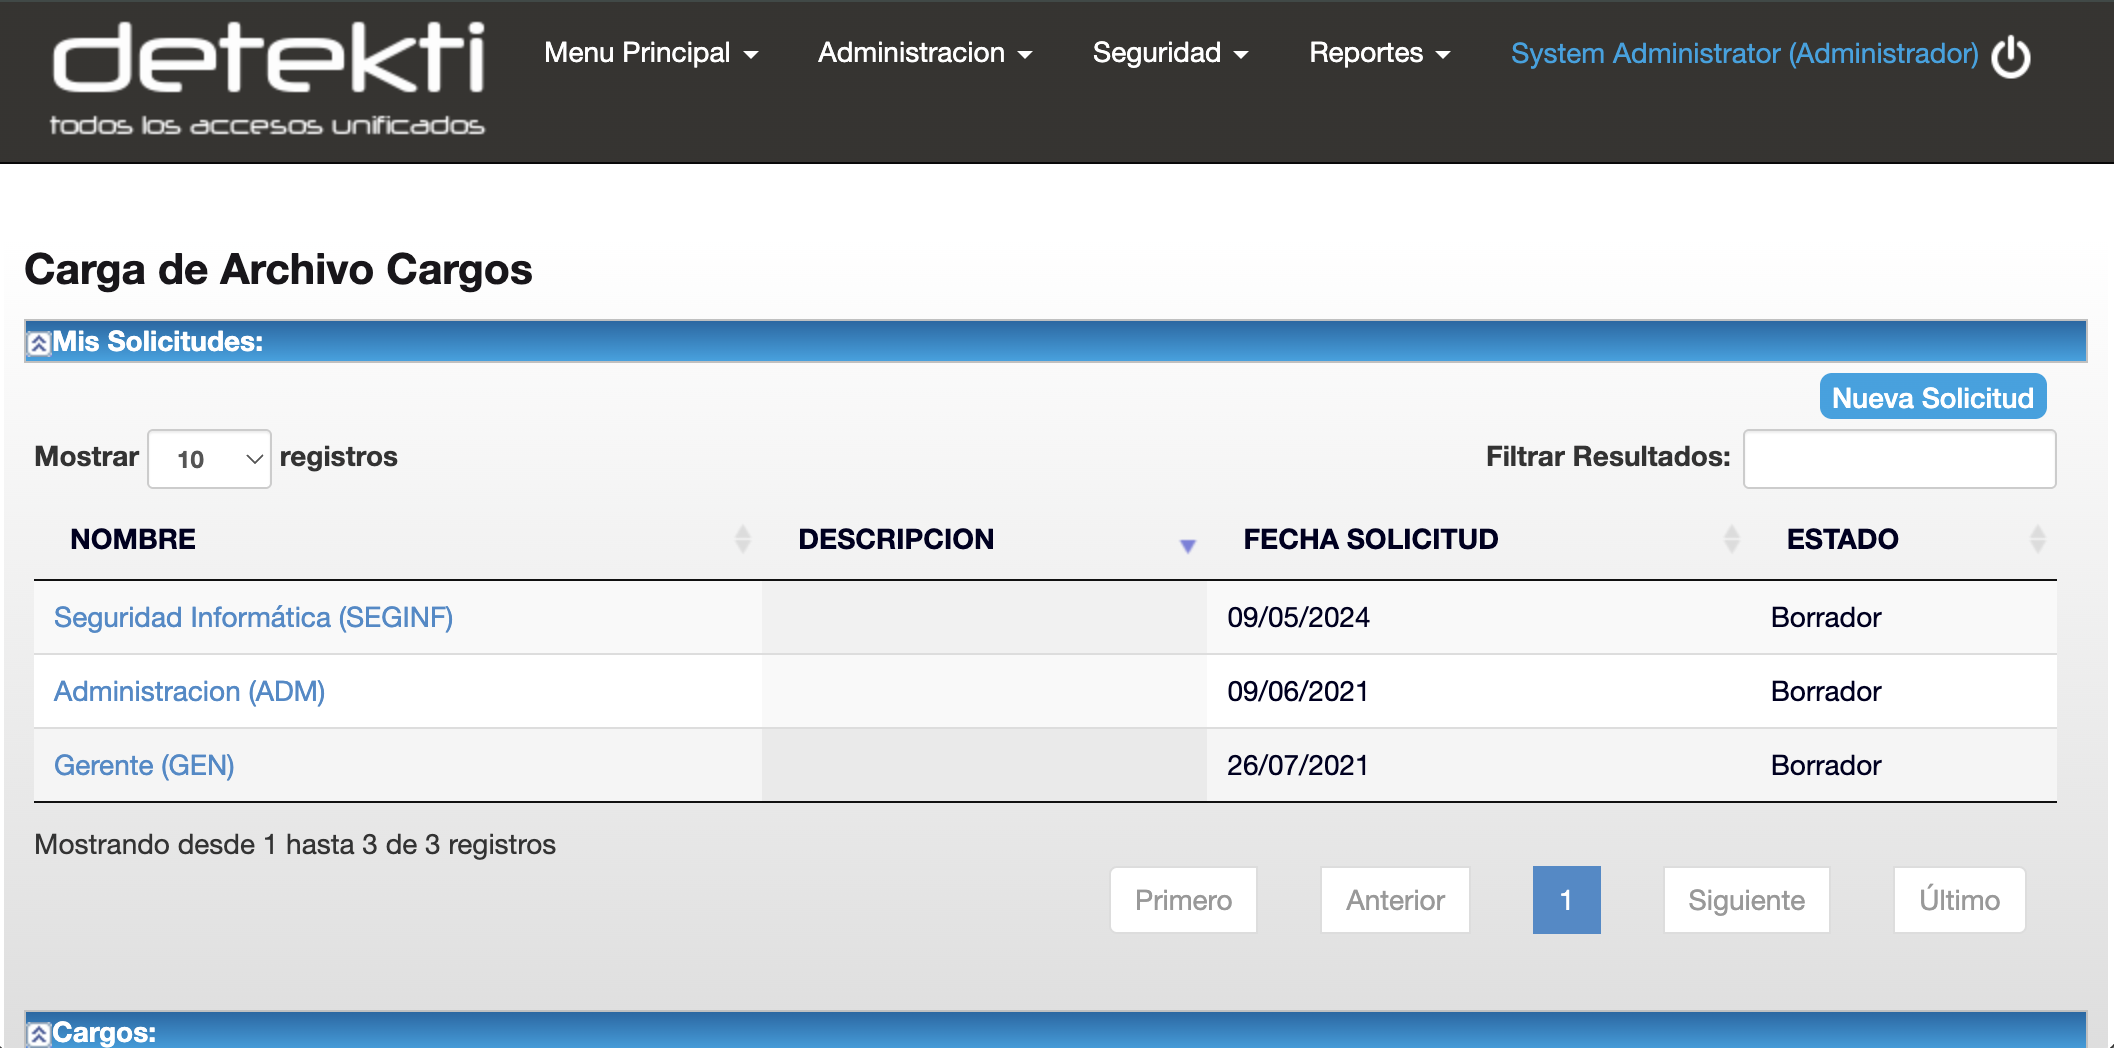 detekti
todos los accesos unificados
Menu Principal Administracion Seguridad Reportes System Administrator (Administrador)
Carga de Archivo Cargos
Mis Solicitudes:
Nueva Solicitud
Mostrar 10 registros Filtrar Resultados:
NOMBRE DESCRIPCION FECHA SOLICITUD ESTADO
Seguridad Informática (SEGINF) 09/05/2024 Borrador
Administracion (ADM) 09/06/2021 Borrador
Gerente (GEN) 26/07/2021 Borrador
Mostrando desde 1 hasta 3 de 3 registros
Primero Anterior 1 Siguiente Último
Cargos: